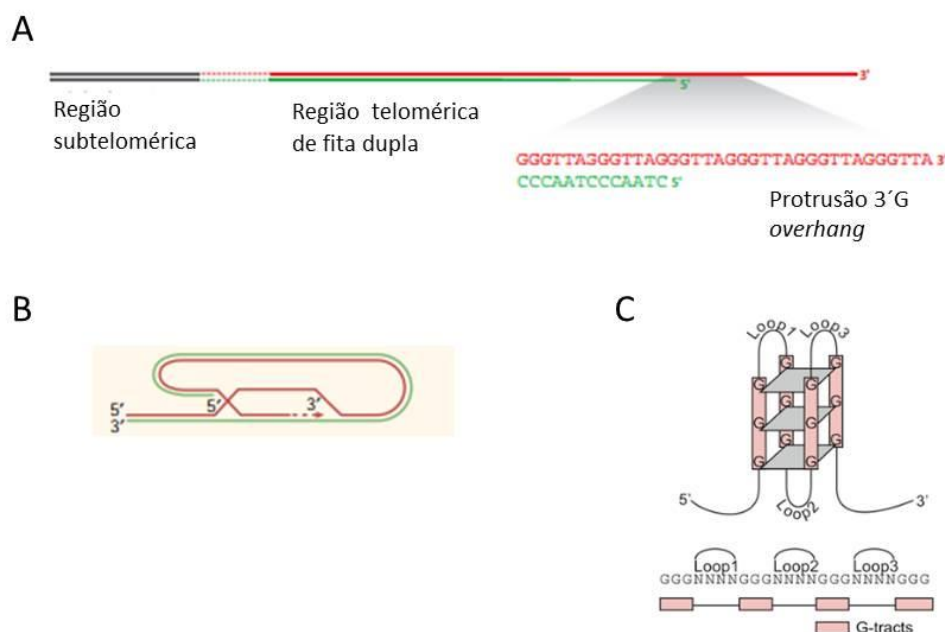 A
3'
5'
Região
subtelomérica
Região telomérica
de fita dupla
GGGTTAGGGTTAGGGTTAGGGTTAGGGTTAGGGTTA 3'
CCCAATCCCAATC 5'
Protrusão 3´G
overhang
B
5'
3'
5'
3'
C
Loop1
Loop3
G
G
G
G
G
G
G
G
G
G
G
G
Loop2
5'
3'
Loop1
Loop2
Loop3
GGGNNNNGGGNNNNGGGNNNNGGG
G-tracts